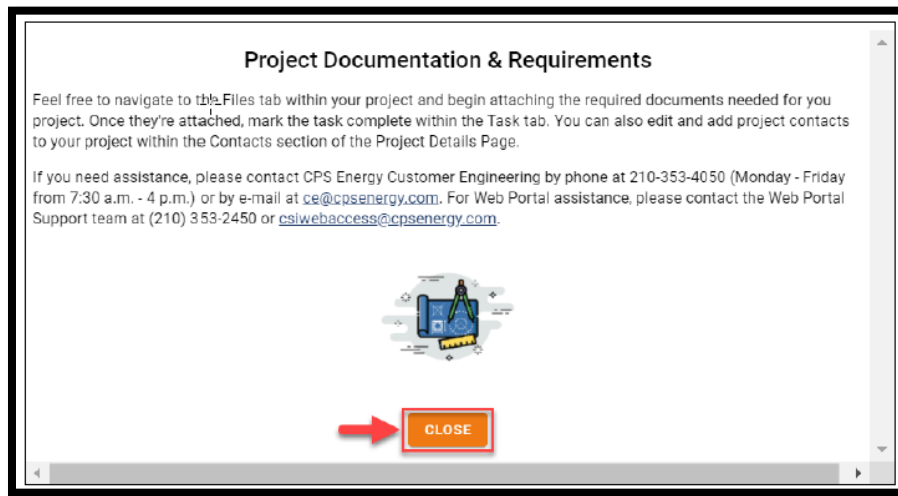 Project Documentation & Requirements
Feel free to navigate to the Files tab within your project and begin attaching the required documents needed for you
project. Once they're attached, mark the task complete within the Task tab. You can also edit and add project contacts
to your project within the Contacts section of the Project Details Page.
If you need assistance, please contact CPS Energy Customer Engineering by phone at 210-353-4050 (Monday - Friday
from 7:30 a.m. - 4 p.m.) or by e-mail at ce@cpsenergy.com. For Web Portal assistance, please contact the Web Portal
Support team at (210) 353-2450 or csiwebaccess@cpsenergy.com.
CLOSE